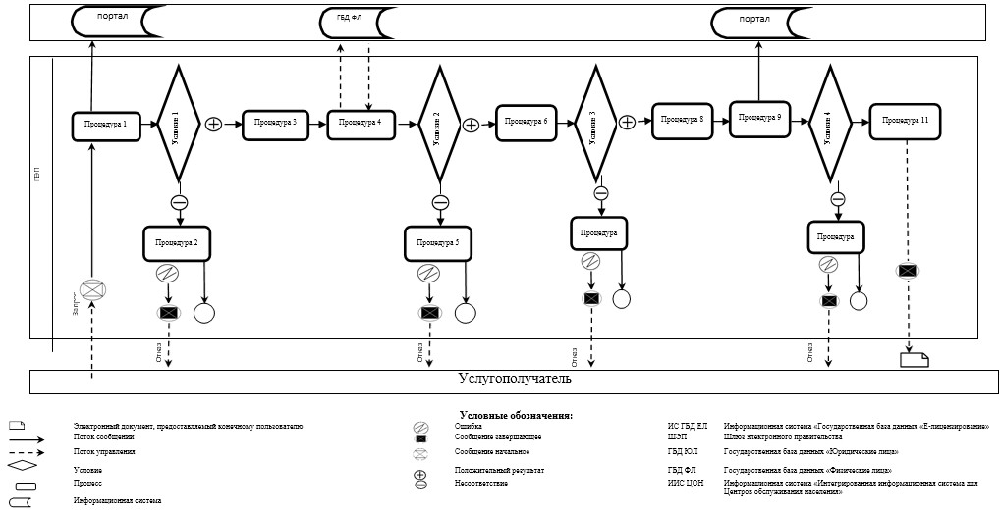 портал
ГБД ФЛ
портал
ПЭП
Процедура 1
Условие 1
Процедура 3
Процедура 4
Условие 2
Процедура 6
Условие 3
Процедура 8
Процедура 9
Условие 4
Процедура 11
Процедура 2
Процедура 5
Процедура
Процедура
Запрос
Отказ
Отказ
Отказ
Отказ
Услугополучатель
Условные обозначения:
Электронный документ, предоставляемый конечному пользователю
Поток сообщений
Поток управления
Условие
Процесс
Информационная система
Ошибка
Сообщение завершающее
Сообщение начальное
Положительный результат
Несоответствие
ИС ГБД ЕЛ Информационная система «Государственная база данных «Е-лицензирование»
ШЭП Шлюз электронного правительства
ГБД ЮЛ Государственная база данных «Юридические лица»
ГБД ФЛ Государственная база данных «Физические лица»
ИИС ЦОН Информационная система «Интегрированная информационная система для
Центров обслуживания населения»